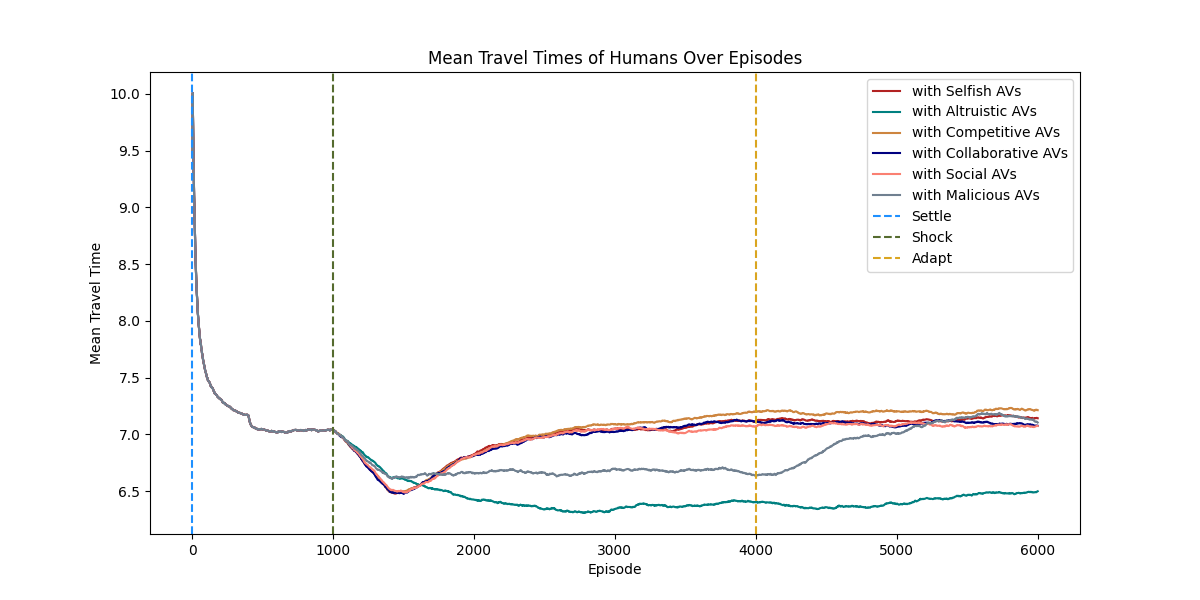 Mean Travel Times of Humans Over Episodes
Mean Travel Time
10.0
9.5
9.0
8.5
8.0
7.5
7.0
6.5
with Selfish AVs
with Altruistic AVs
with Competitive AVs
with Collaborative AVs
with Social AVs
with Malicious AVs
Settle
Shock
Adapt
0 1000 2000 3000 4000 5000 6000
Episode